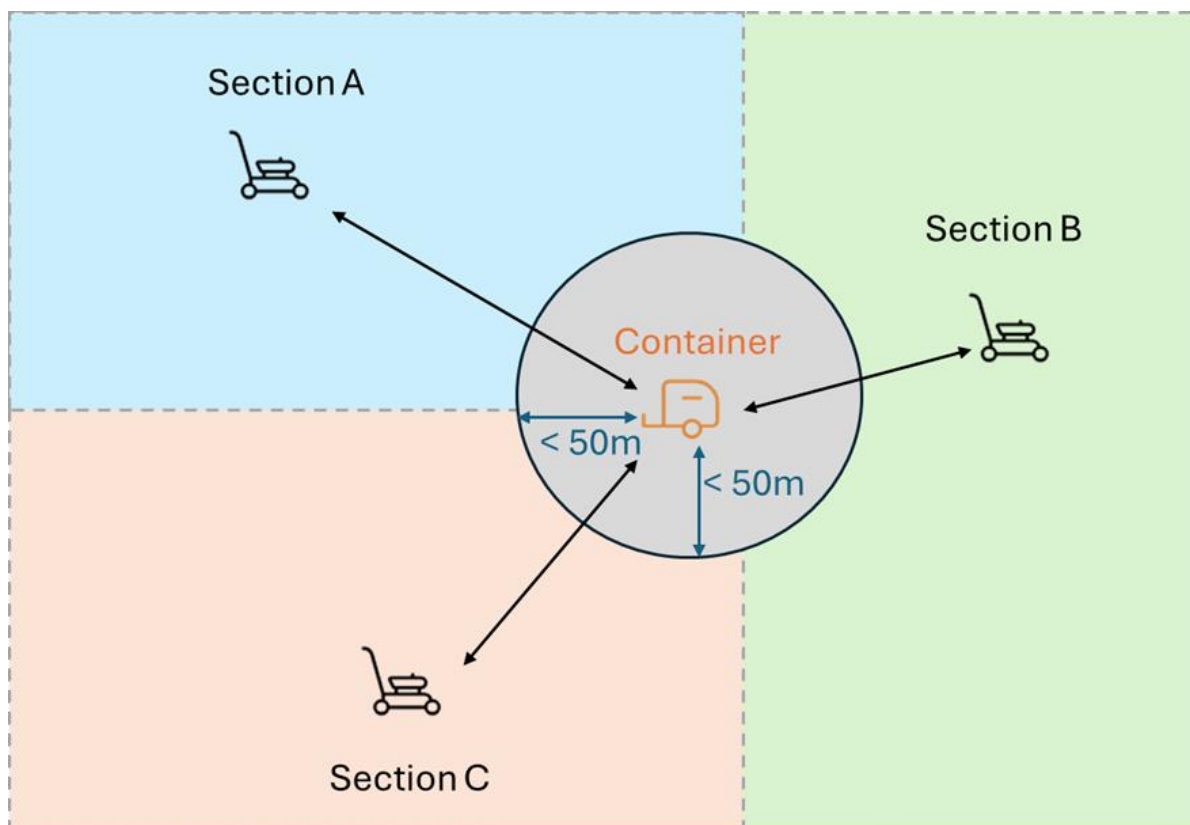 Section A
Section B
Container
< 50m
< 50m
Section C